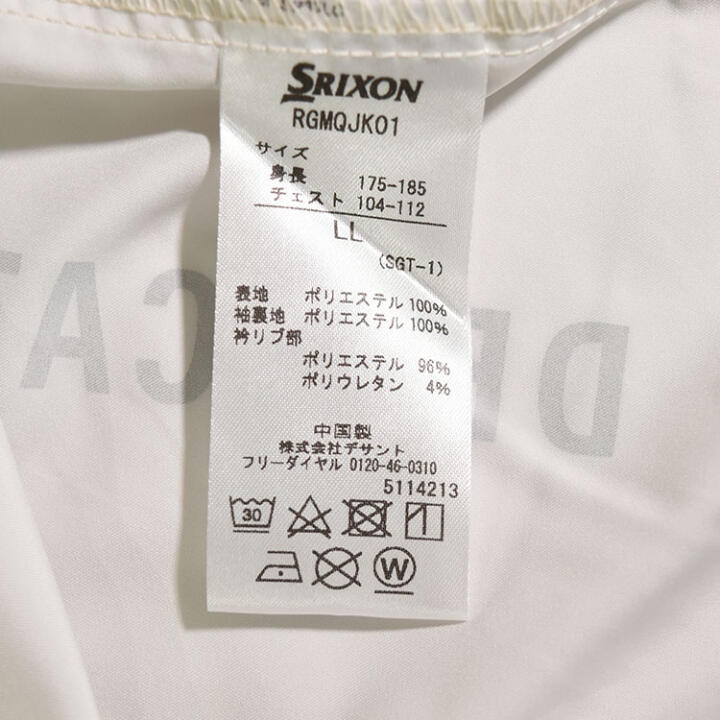 SRIXON
RGMQJK01
サイズ
身長 175-185
チェスト 104-112
LL
(SGT-1)
表地 ポリエステル 100%
袖裏地 ポリエステル 100%
衿リブ部
ポリエステル 96%
ポリウレタン 4%
中国製
株式会社デサント
フリーダイヤル 0120-46-0310
5114213
30
W